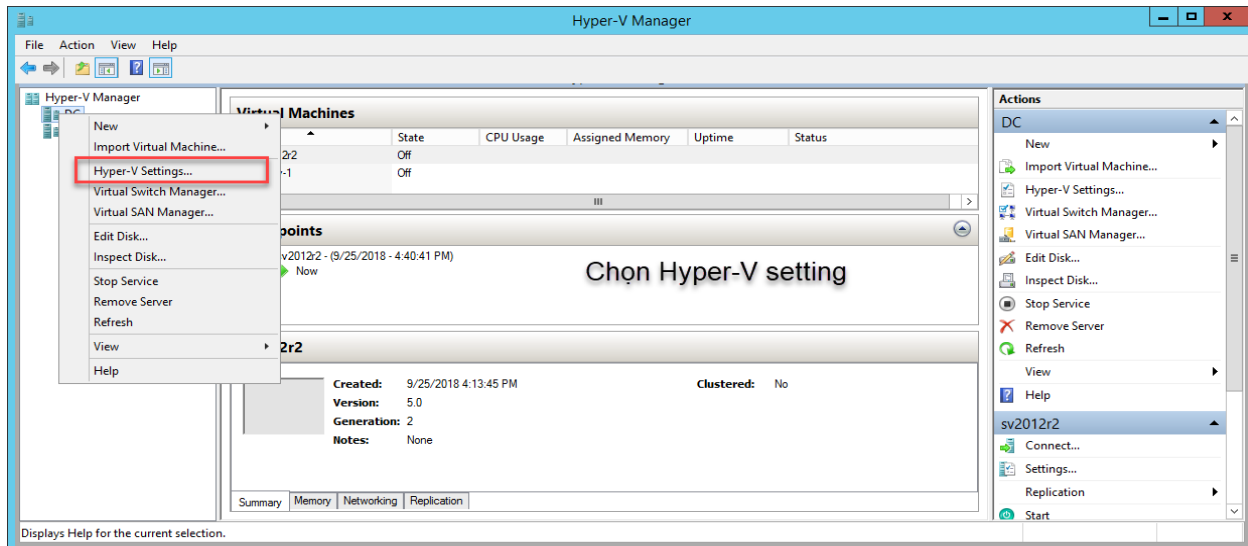 Hyper-V Manager
File Action View Help
Hyper-V Manager
DC
New
Import Virtual Machine...
Hyper-V Settings...
Virtual Switch Manager...
Virtual SAN Manager...
Edit Disk...
Inspect Disk...
Stop Service
Remove Server
Refresh
View
Help
Virtual Machines
State CPU Usage Assigned Memory Uptime Status
2r2 Off
-1 Off
points
v2012r2 - (9/25/2018 - 4:40:41 PM)
Now
Chọn Hyper-V setting
2r2
Created: 9/25/2018 4:13:45 PM Clustered: No
Version: 5.0
Generation: 2
Notes: None
Summary Memory Networking Replication
Actions
DC
New
Import Virtual Machine...
Hyper-V Settings...
Virtual Switch Manager...
Virtual SAN Manager...
Edit Disk...
Inspect Disk...
Stop Service
Remove Server
Refresh
View
Help
sv2012r2
Connect...
Settings...
Replication
Start
Displays Help for the current selection.